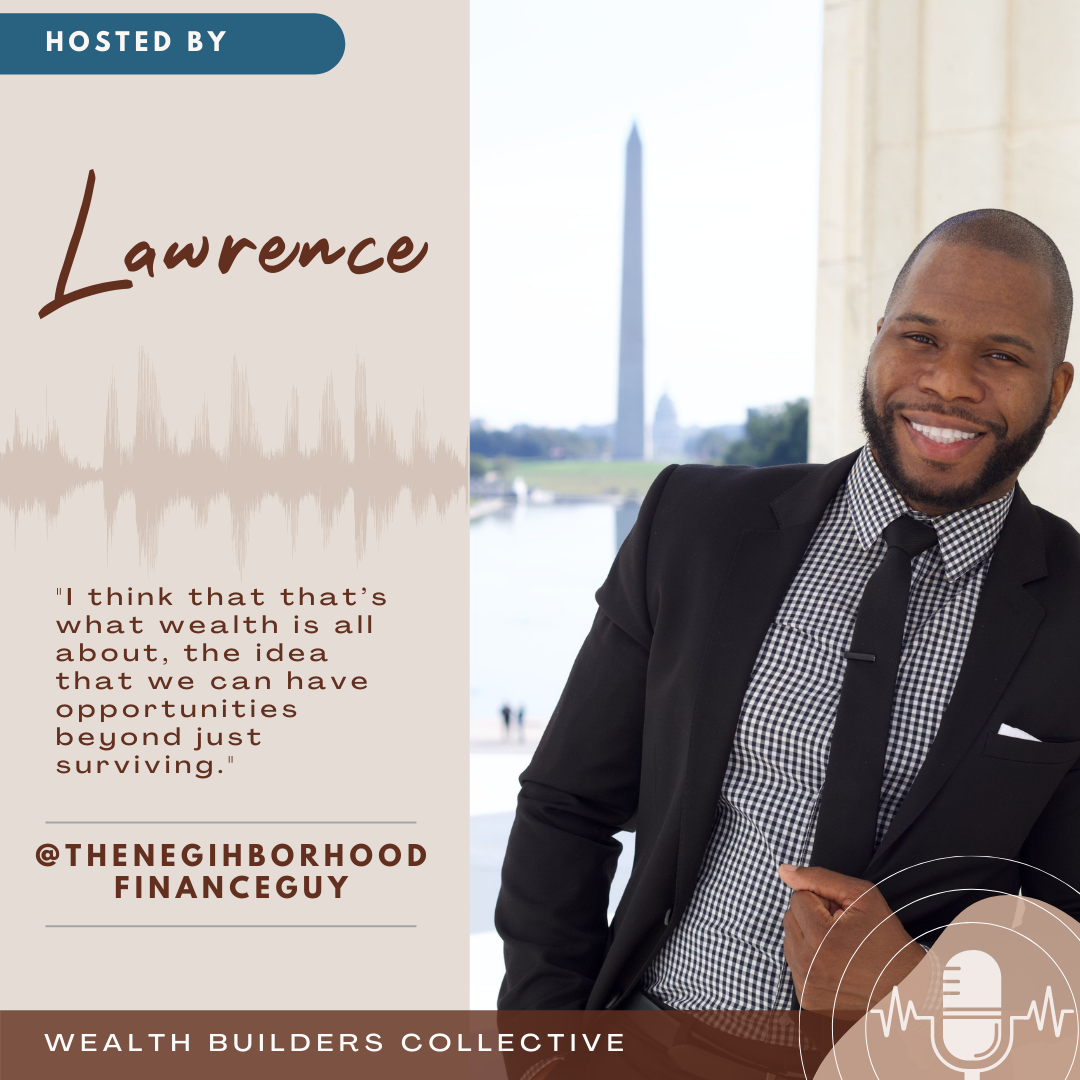 HOSTED BY
Lawrence
"I think that that’s
what wealth is all
about, the idea
that we can have
opportunities
beyond just
surviving."
@THENEGIHBORHOOD
FINANCEGUY
WEALTH BUILDERS COLLECTIVE